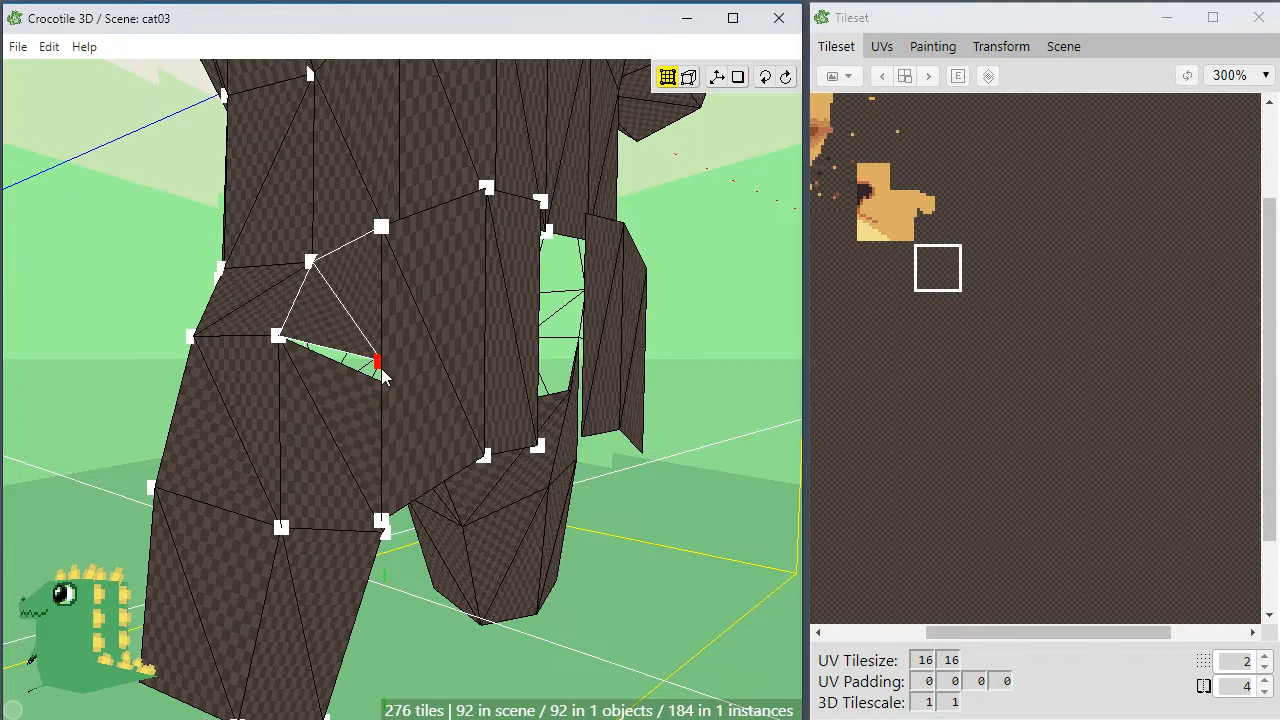 Crocotile 3D / Scene: cat03
File Edit Help
276 tiles | 92 in scene / 92 in 1 objects / 184 in 1 instances
Tileset
Tileset UVs Painting Transform Scene
E 300%
UV Tilesize: 16 16 2
UV Padding: 0 0 0 0 4
3D Tilescale: 1 1